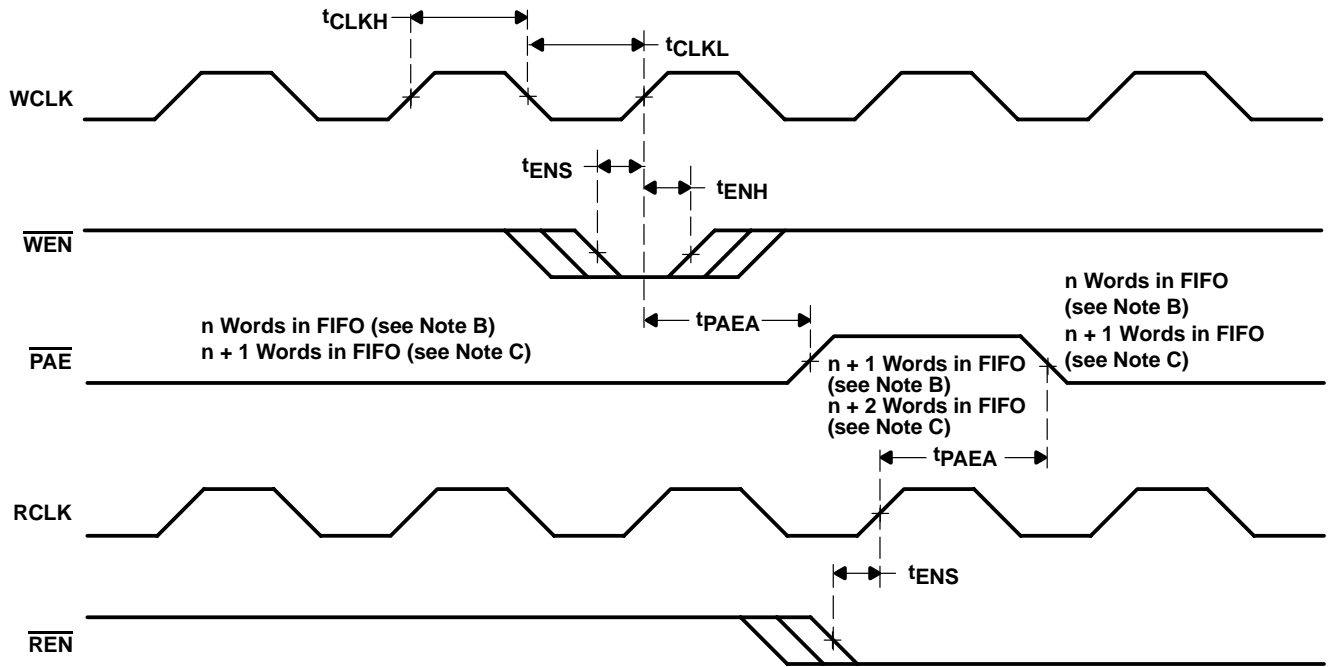 tCLKH
tCLKL
WCLK
tENS
tENH
WEN
n Words in FIFO (see Note B)
n + 1 Words in FIFO (see Note C)
tPAEA
n Words in FIFO
(see Note B)
n + 1 Words in FIFO
(see Note C)
PAE
n + 1 Words in FIFO
(see Note B)
n + 2 Words in FIFO
(see Note C)
tPAEA
RCLK
tENS
REN